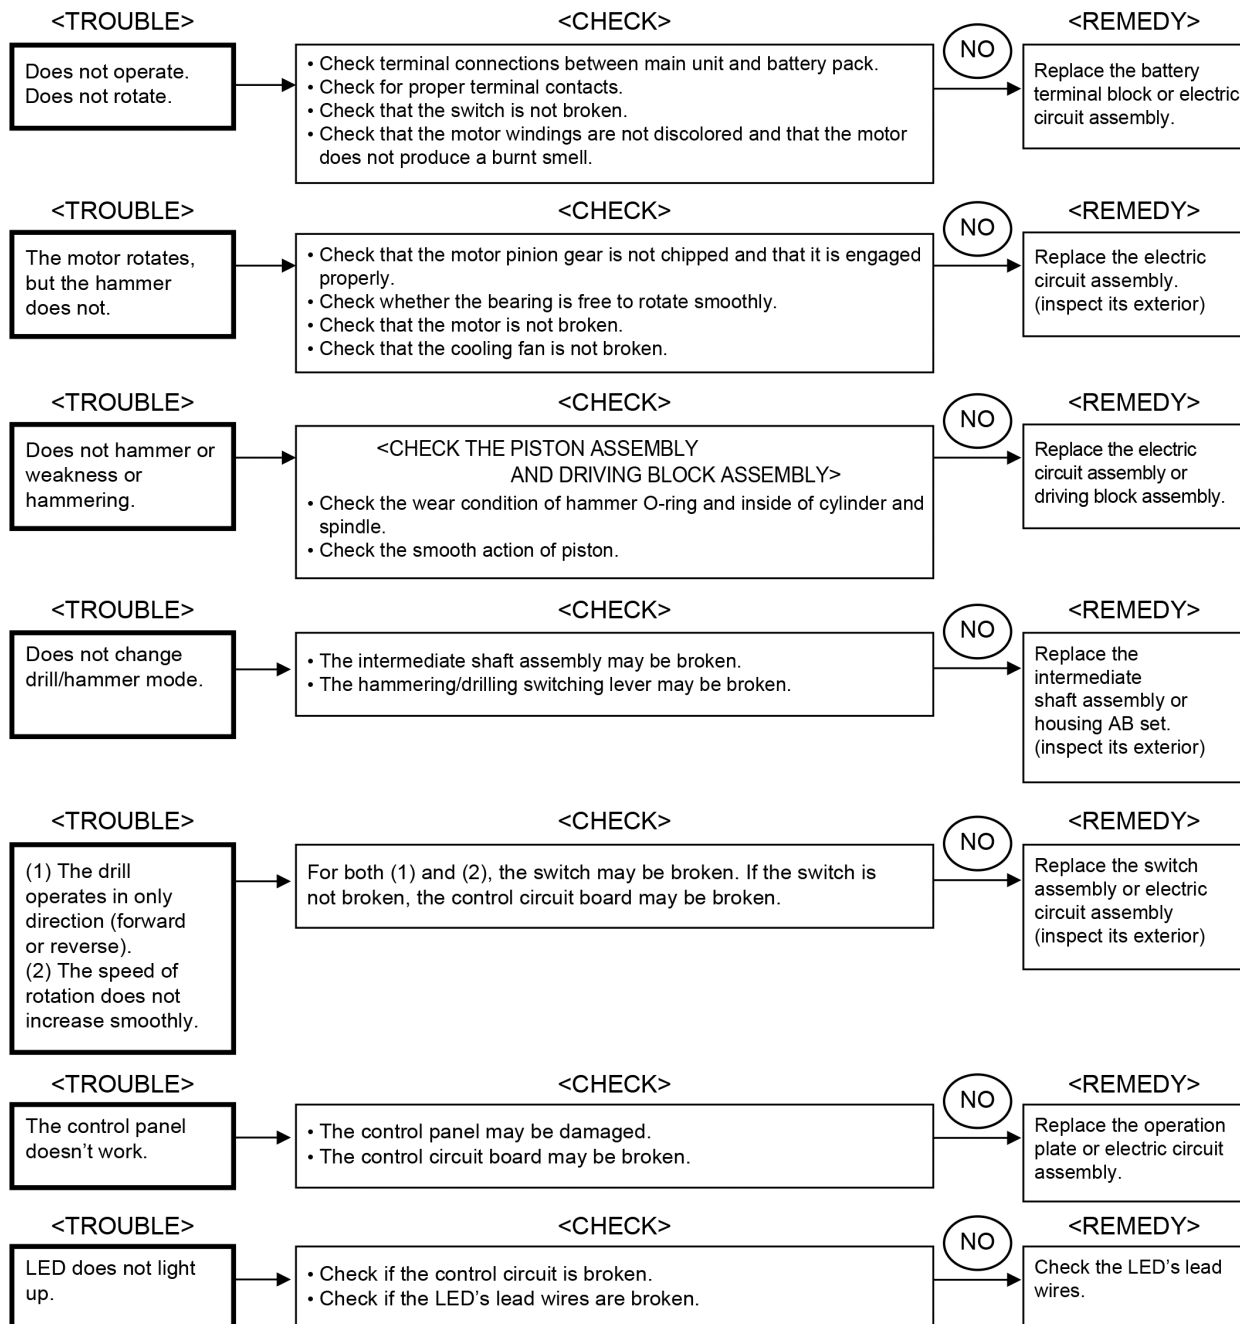 <TROUBLE>
<CHECK>
NO
<REMEDY>
Does not operate.
Does not rotate.
• Check terminal connections between main unit and battery pack.
• Check for proper terminal contacts.
• Check that the switch is not broken.
• Check that the motor windings are not discolored and that the motor
does not produce a burnt smell.
Replace the battery
terminal block or electric
circuit assembly.
<TROUBLE>
<CHECK>
NO
<REMEDY>
The motor rotates,
but the hammer
does not.
• Check that the motor pinion gear is not chipped and that it is engaged
properly.
• Check whether the bearing is free to rotate smoothly.
• Check that the motor is not broken.
• Check that the cooling fan is not broken.
Replace the electric
circuit assembly.
(inspect its exterior)
<TROUBLE>
<CHECK>
NO
<REMEDY>
Does not hammer or
weakness or
hammering.
<CHECK THE PISTON ASSEMBLY
AND DRIVING BLOCK ASSEMBLY>
• Check the wear condition of hammer O-ring and inside of cylinder and
spindle.
• Check the smooth action of piston.
Replace the electric
circuit assembly or
driving block assembly.
<TROUBLE>
<CHECK>
NO
<REMEDY>
Does not change
drill/hammer mode.
• The intermediate shaft assembly may be broken.
• The hammering/drilling switching lever may be broken.
Replace the
intermediate
shaft assembly or
housing AB set.
(inspect its exterior)
<TROUBLE>
<CHECK>
NO
<REMEDY>
(1) The drill
operates in only
direction (forward
or reverse).
(2) The speed of
rotation does not
increase smoothly.
For both (1) and (2), the switch may be broken. If the switch is
not broken, the control circuit board may be broken.
Replace the switch
assembly or electric
circuit assembly
(inspect its exterior)
<TROUBLE>
<CHECK>
NO
<REMEDY>
The control panel
doesn’t work.
• The control panel may be damaged.
• The control circuit board may be broken.
Replace the operation
plate or electric circuit
assembly.
<TROUBLE>
<CHECK>
NO
<REMEDY>
LED does not light
up.
• Check if the control circuit is broken.
• Check if the LED’s lead wires are broken.
Check the LED’s lead
wires.